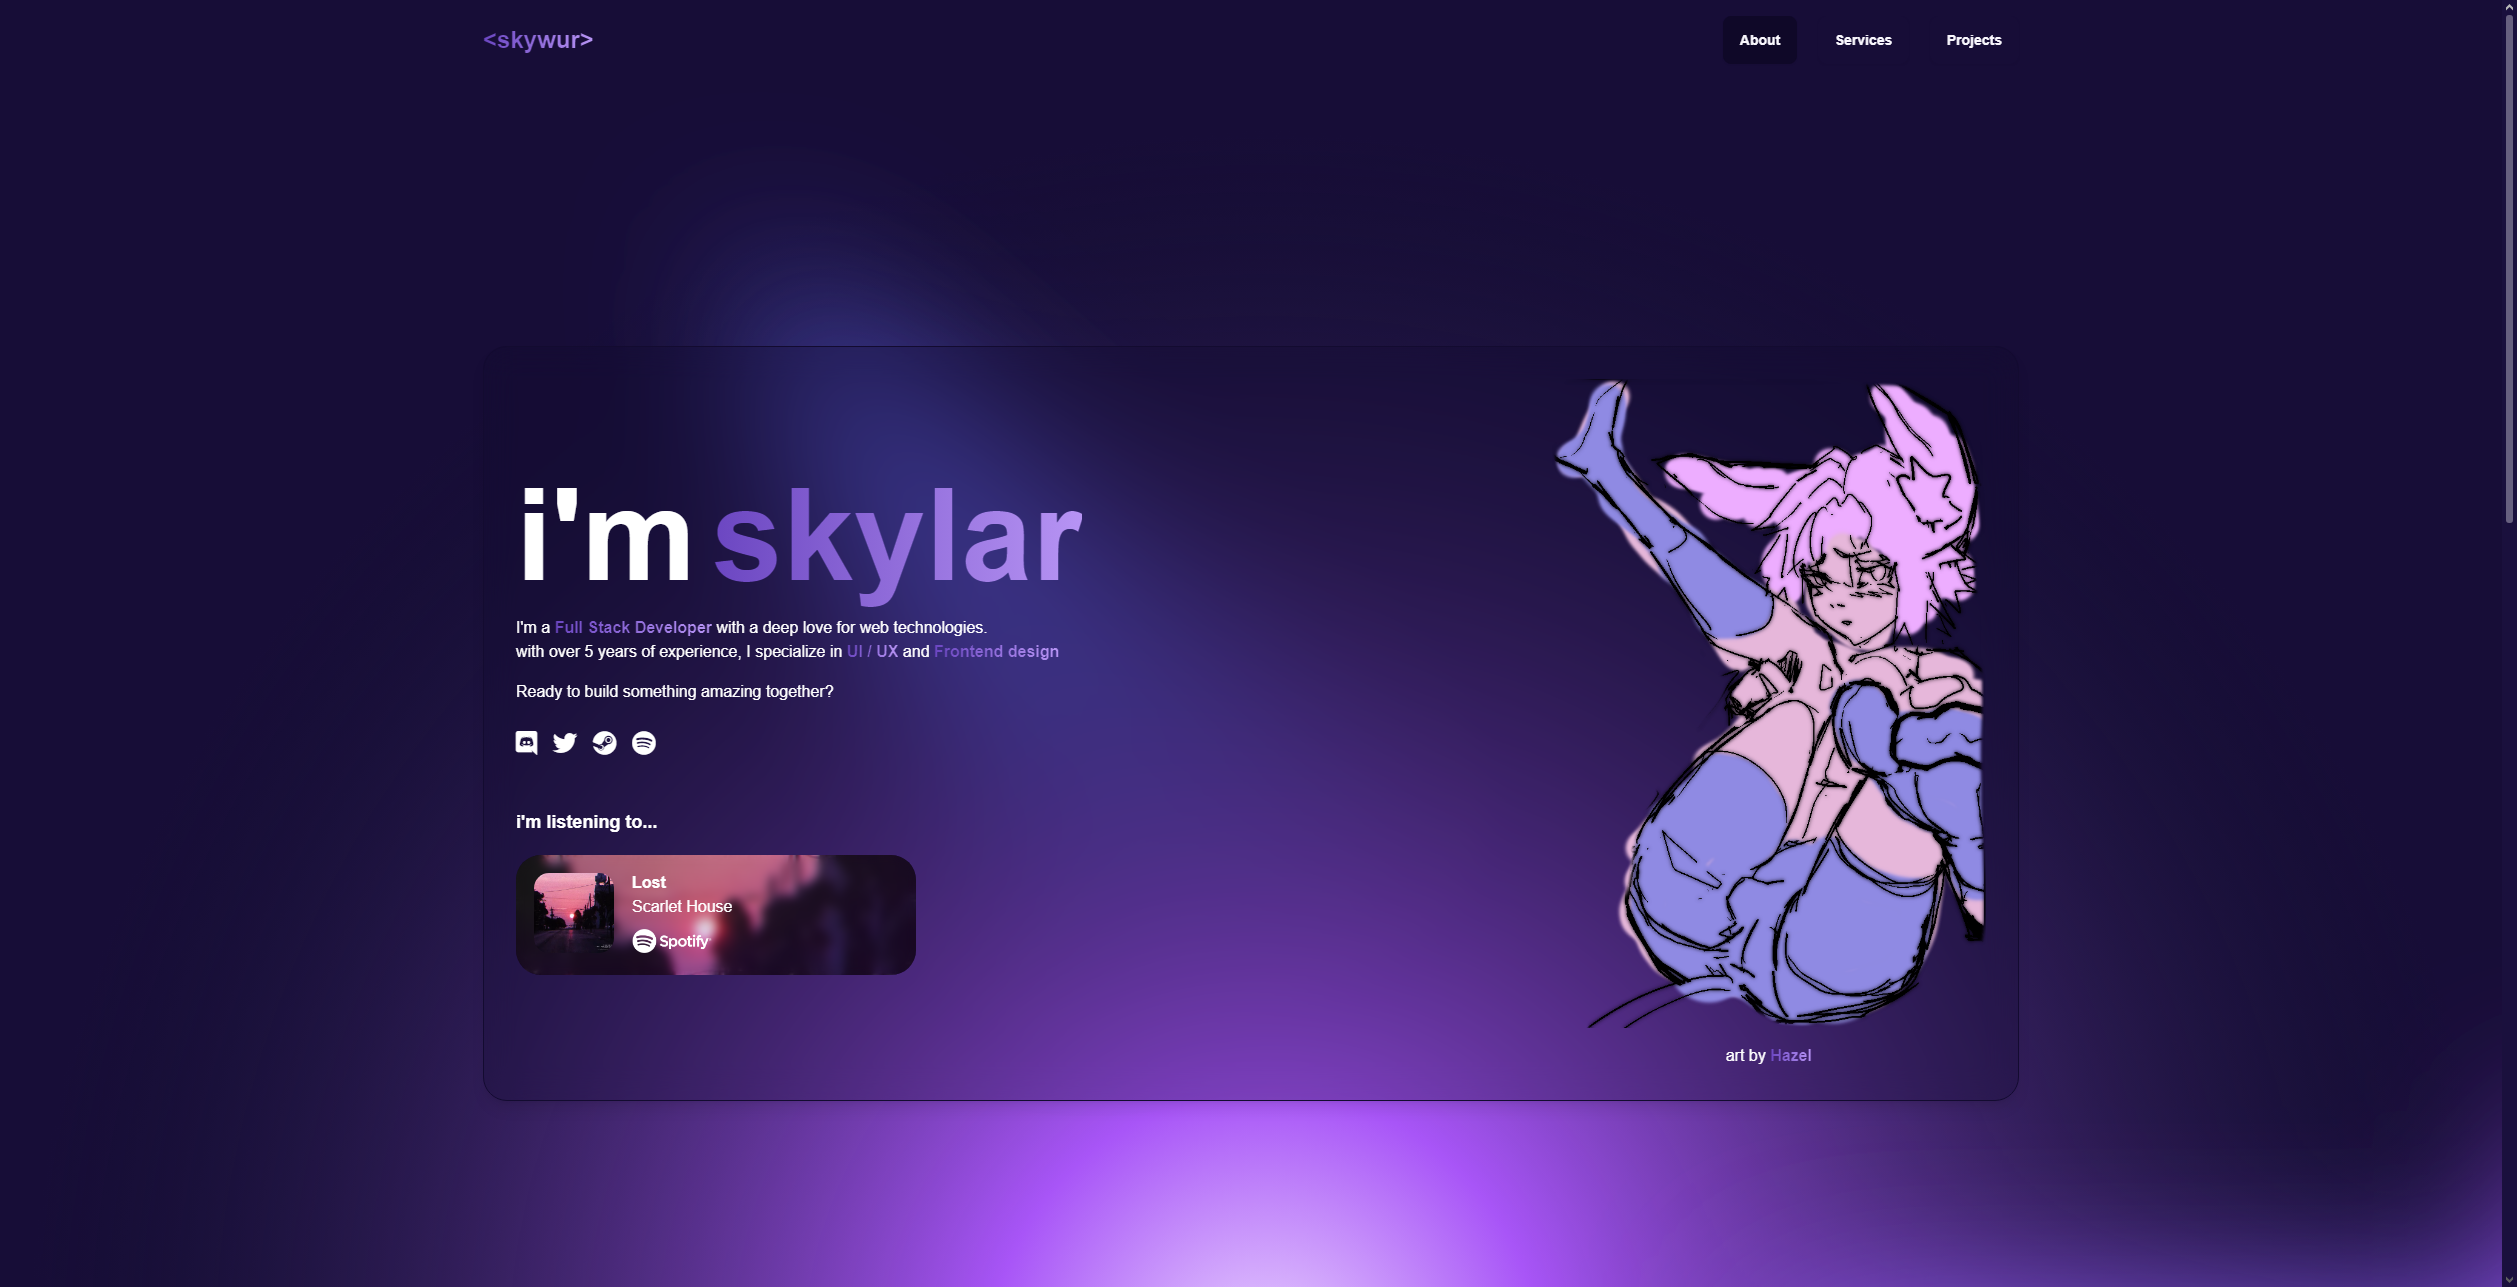 <skywur>
About
Services
Projects
i'm skylar
I'm a Full Stack Developer with a deep love for web technologies.
with over 5 years of experience, I specialize in UI / UX and Frontend design
Ready to build something amazing together?
i'm listening to...
Lost
Scarlet House
Spotify
art by Hazel